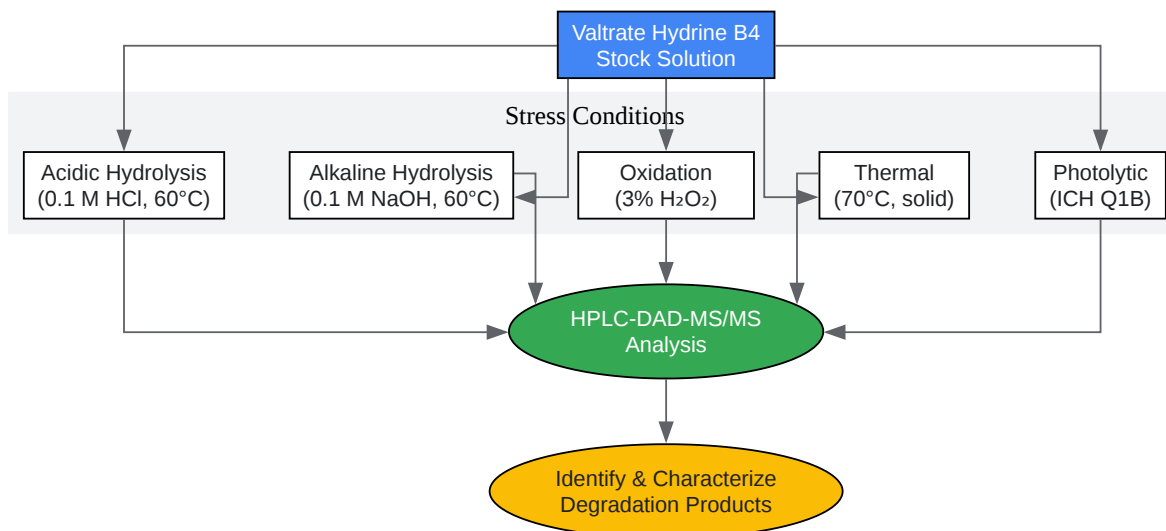 Valtrate Hydrine B4
Stock Solution
Stress Conditions
Acidic Hydrolysis
(0.1 M HCl, 60°C)
Alkaline Hydrolysis
(0.1 M NaOH, 60°C)
Oxidation
(3% H₂O₂)
Thermal
(70°C, solid)
Photolytic
(ICH Q1B)
HPLC-DAD-MS/MS
Analysis
Identify & Characterize
Degradation Products